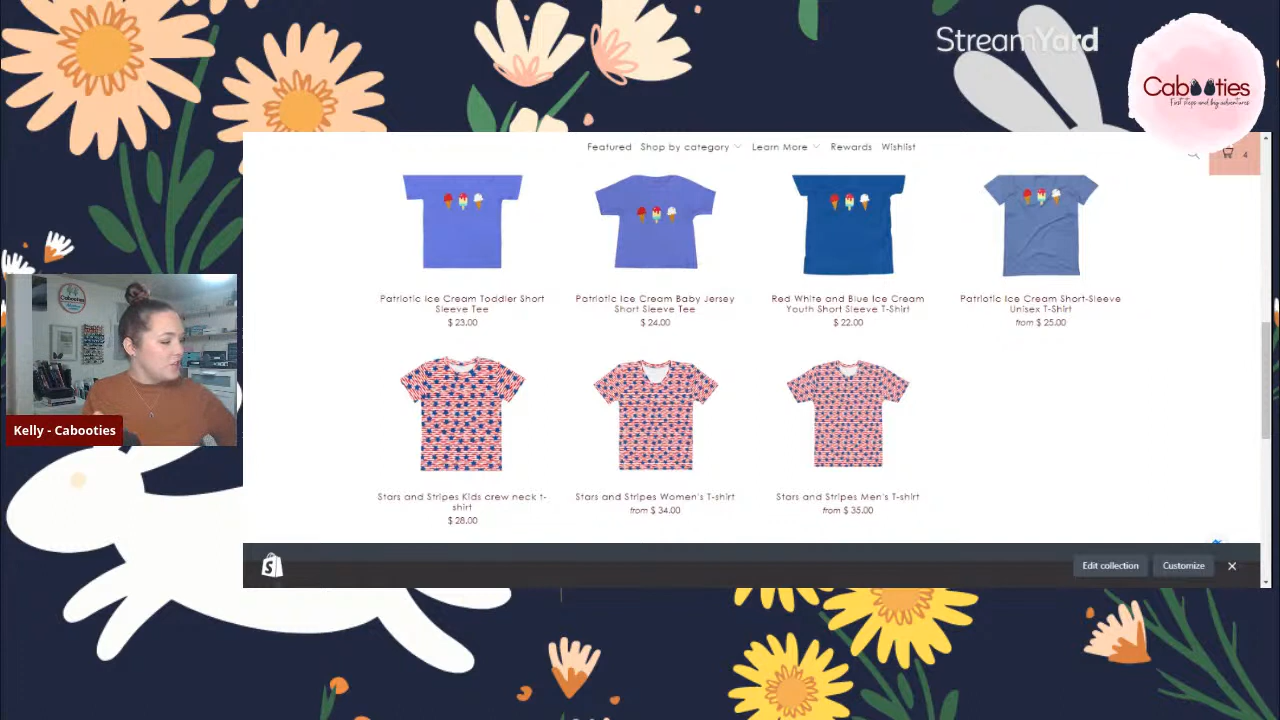 StreamYard
Cabooties
First steps and big adventures
Featured Shop by category Learn More Rewards Wishlist
4
Patriotic Ice Cream Toddler Short
Sleeve Tee
$ 23.00
Patriotic Ice Cream Baby Jersey
Short Sleeve Tee
$ 24.00
Red White and Blue Ice Cream
Youth Short Sleeve T-Shirt
$ 22.00
Patriotic Ice Cream Short-Sleeve
Unisex T-Shirt
from $ 25.00
Stars and Stripes Kids crew neck t-
shirt
$ 28.00
Stars and Stripes Women's T-shirt
from $ 34.00
Stars and Stripes Men's T-shirt
from $ 35.00
Kelly - Cabooties
Edit collection
Customize